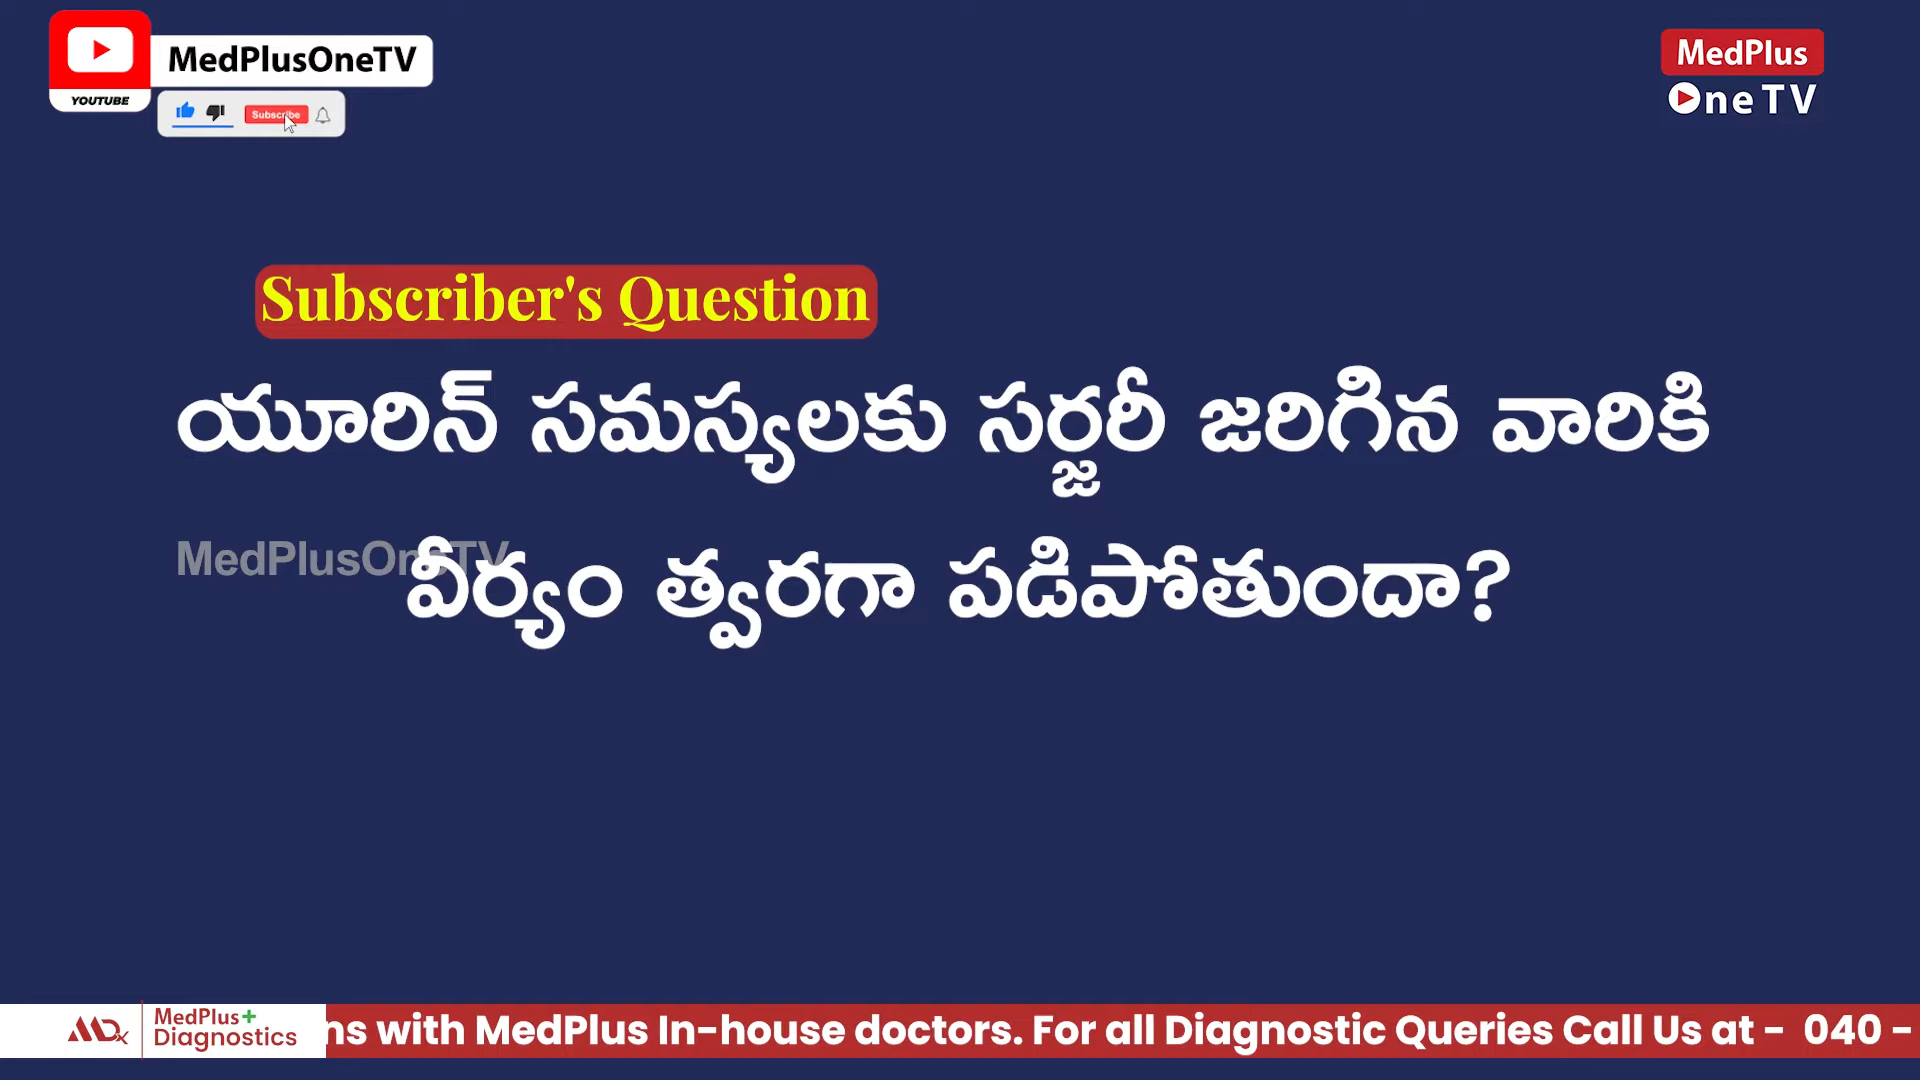 MedPlusOneTV
YOUTUBE
Subscribe
MedPlus
OneTV
Subscriber's Question
యూరిన్ సమస్యలకు సర్జరీ జరిగిన వారికి
MedPlusOneTV
వీర్యం త్వరగా పడిపోతుందా?
MDx
MedPlus+
Diagnostics
ns with MedPlus In-house doctors. For all Diagnostic Queries Call Us at - 040 -